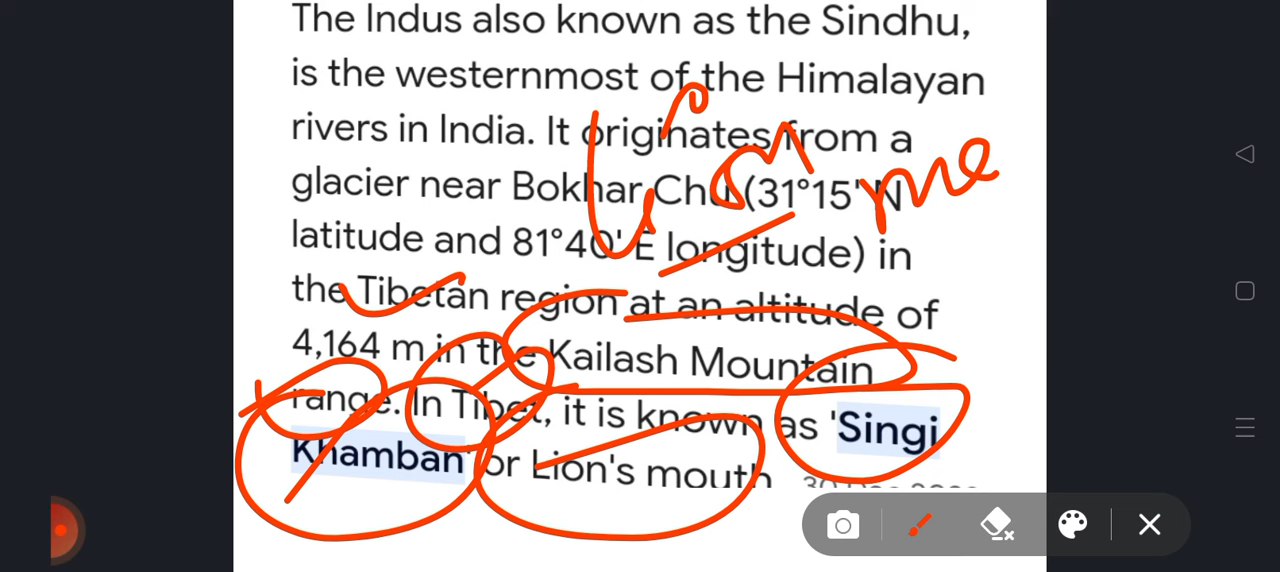 The Indus also known as the Sindhu,
is the westernmost of the Himalayan
rivers in India. It originates from a
glacier near Bokhar Chu (31°15' N
latitude and 81°40' E longitude) in
the Tibetan region at an altitude of
4,164 m in the Kailash Mountain
range. In Tibet, it is known as 'Singi
Khamban' or Lion's mouth
Lion me